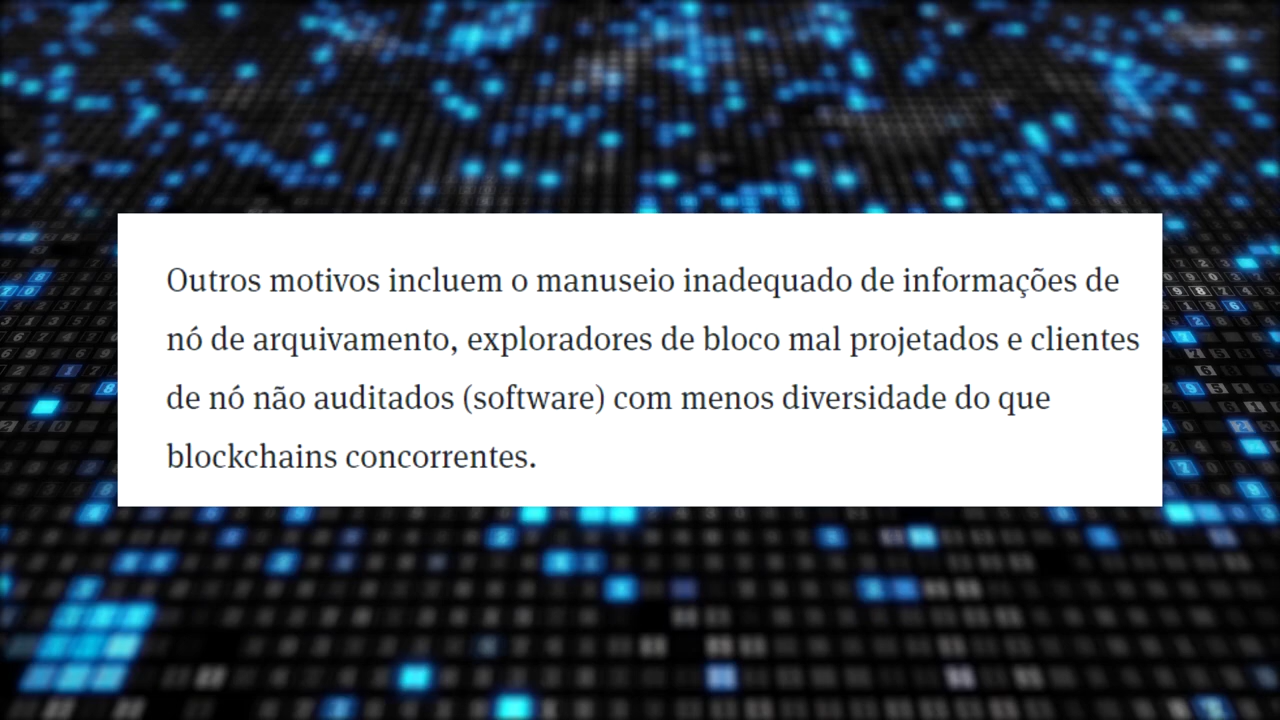 Outros motivos incluem o manuseio inadequado de informações de
nó de arquivamento, exploradores de bloco mal projetados e clientes
de nó não auditados (software) com menos diversidade do que
blockchains concorrentes.